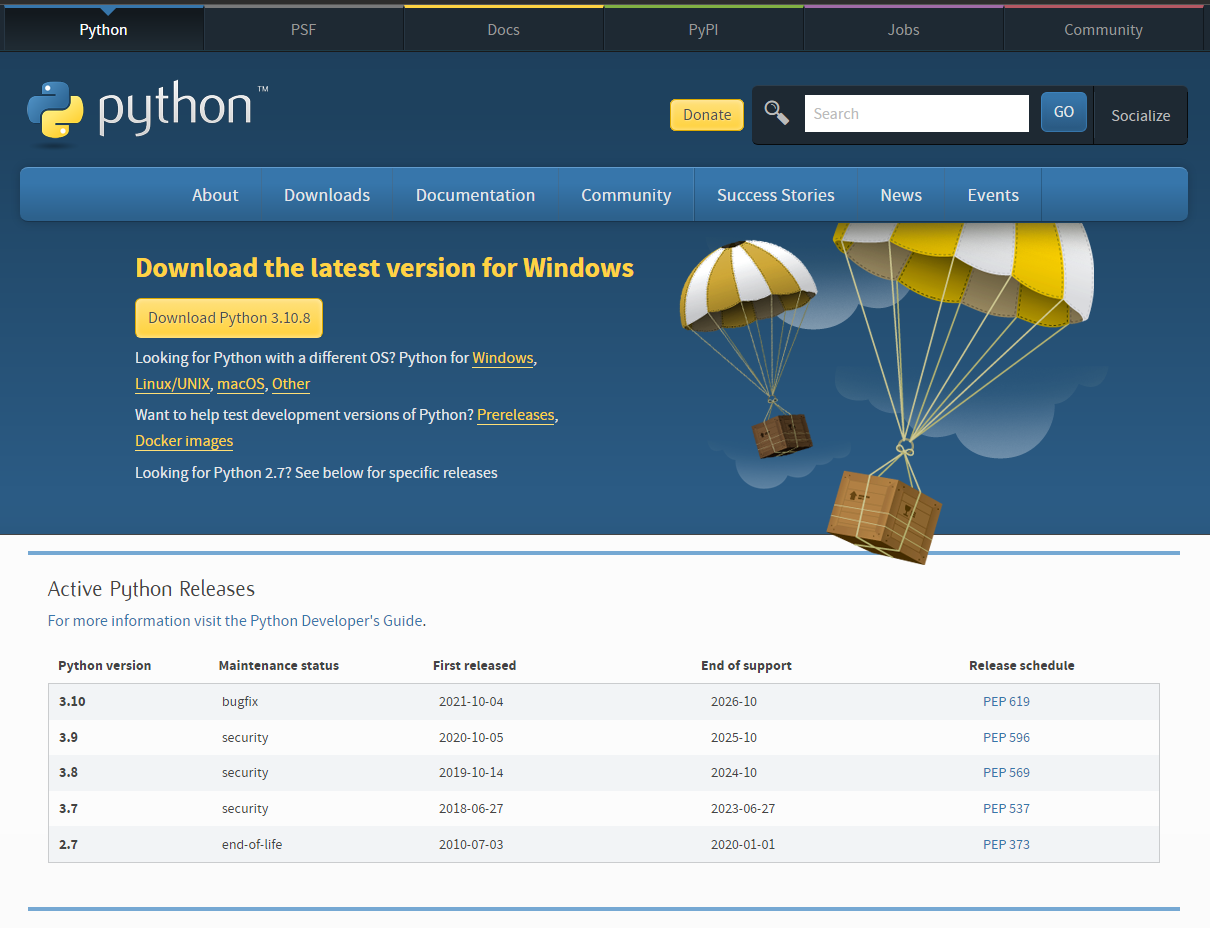 Python PSF Docs PyPI Jobs Community
python ™
Donate Search GO Socialize
About Downloads Documentation Community Success Stories News Events
Download the latest version for Windows
Download Python 3.10.8
Looking for Python with a different OS? Python for Windows,
Linux/UNIX, macOS, Other
Want to help test development versions of Python? Prereleases,
Docker images
Looking for Python 2.7? See below for specific releases
Active Python Releases
For more information visit the Python Developer's Guide.
Python version Maintenance status First released End of support Release schedule
3.10 bugfix 2021-10-04 2026-10 PEP 619
3.9 security 2020-10-05 2025-10 PEP 596
3.8 security 2019-10-14 2024-10 PEP 569
3.7 security 2018-06-27 2023-06-27 PEP 537
2.7 end-of-life 2010-07-03 2020-01-01 PEP 373